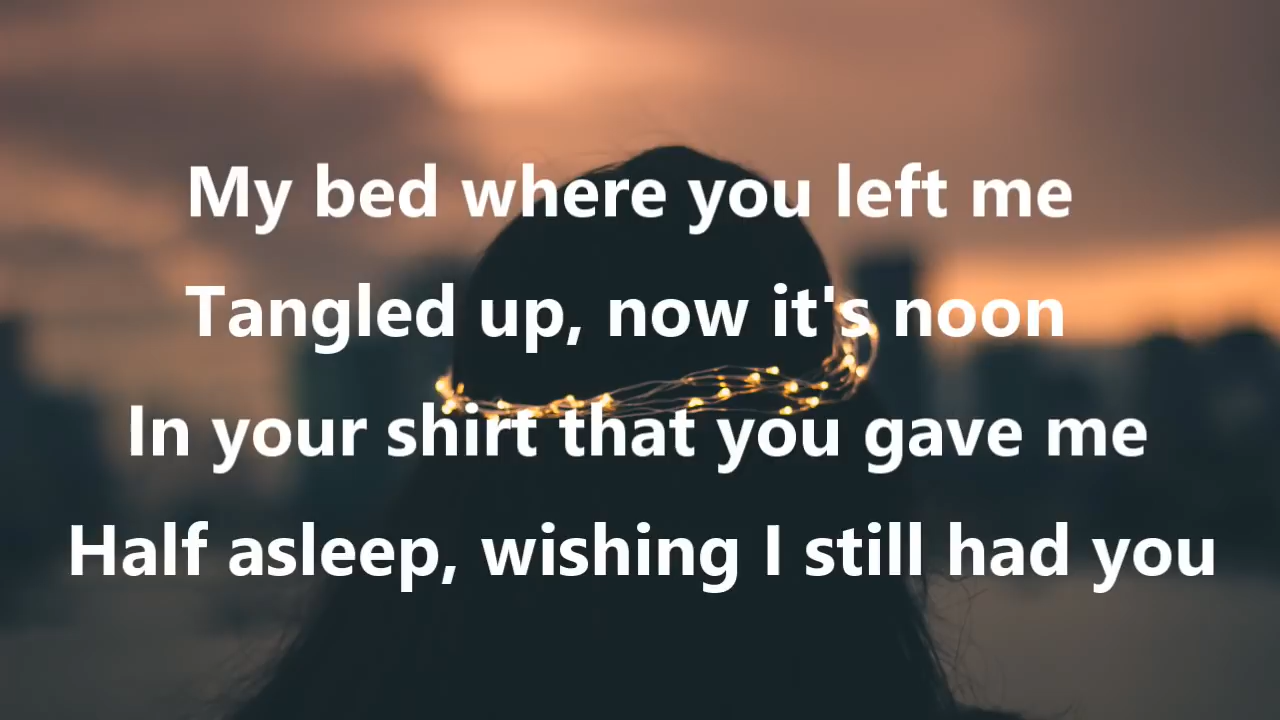 My bed where you left me
Tangled up, now it's noon
In your shirt that you gave me
Half asleep, wishing I still had you